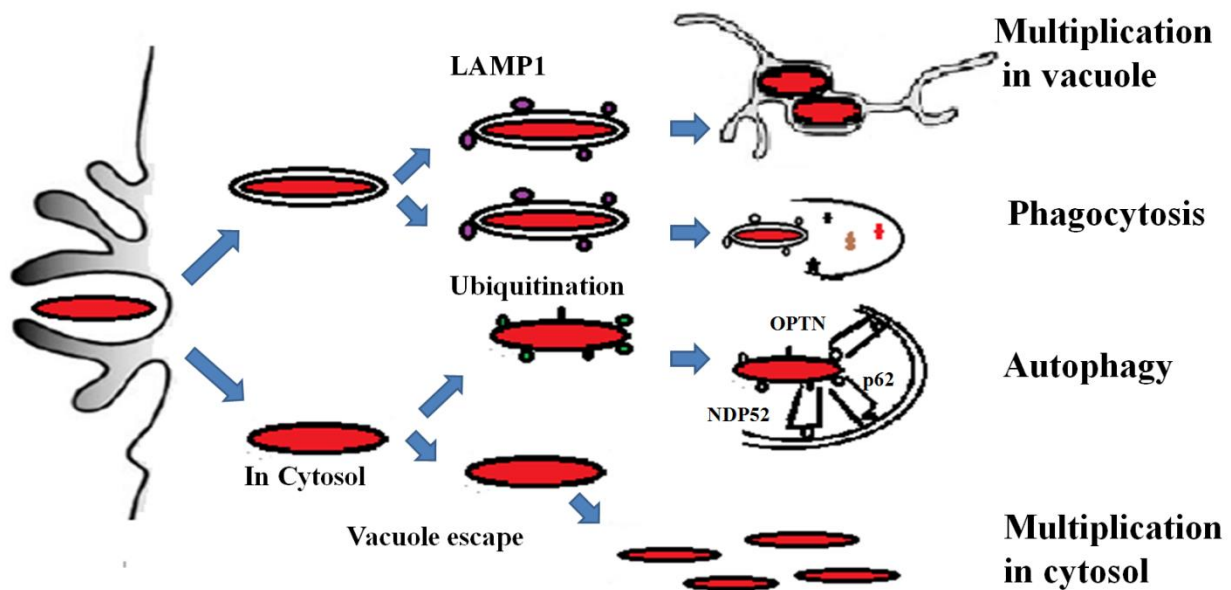 LAMP1
Multiplication
in vacuole
Phagocytosis
Ubiquitination
OPTN
p62
NDP52
Autophagy
In Cytosol
Vacuole escape
Multiplication
in cytosol